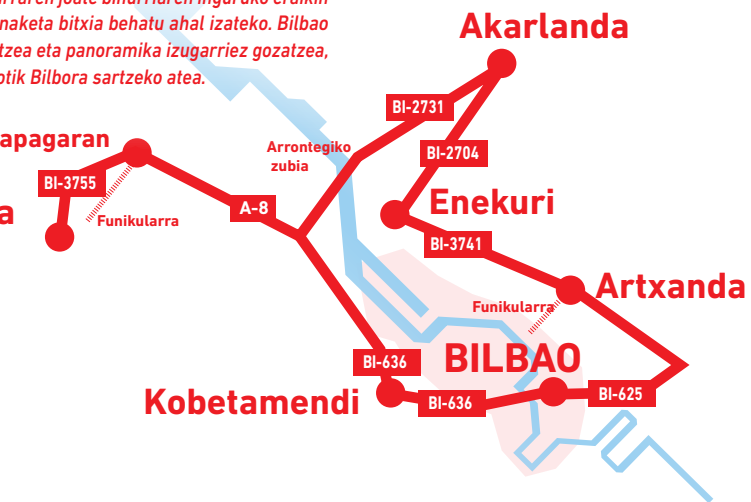 naketa bitxia behatu ahal izateko. Bilbao
tzea eta panoramika izugarriez gozatzea,
otik Bilbora sartzeko atea.
Akarlanda
BI-2731
apagaran
Arrontegiko
zubia
BI-2704
BI-3755
A-8
Funikularra
Enekuri
a
BI-3741
Artxanda
Funikularra
BILBAO
BI-636
BI-625
Kobetamendi
BI-636